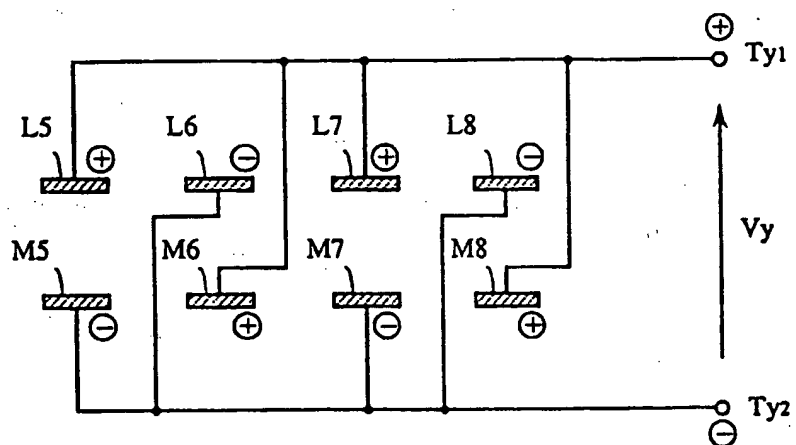 ⊕
Ty1
L5 L6 L7 L8
⊕ ⊖ ⊕ ⊖
Vy
M5 M6 M7 M8
⊖ ⊕ ⊖ ⊕
Ty2
⊖